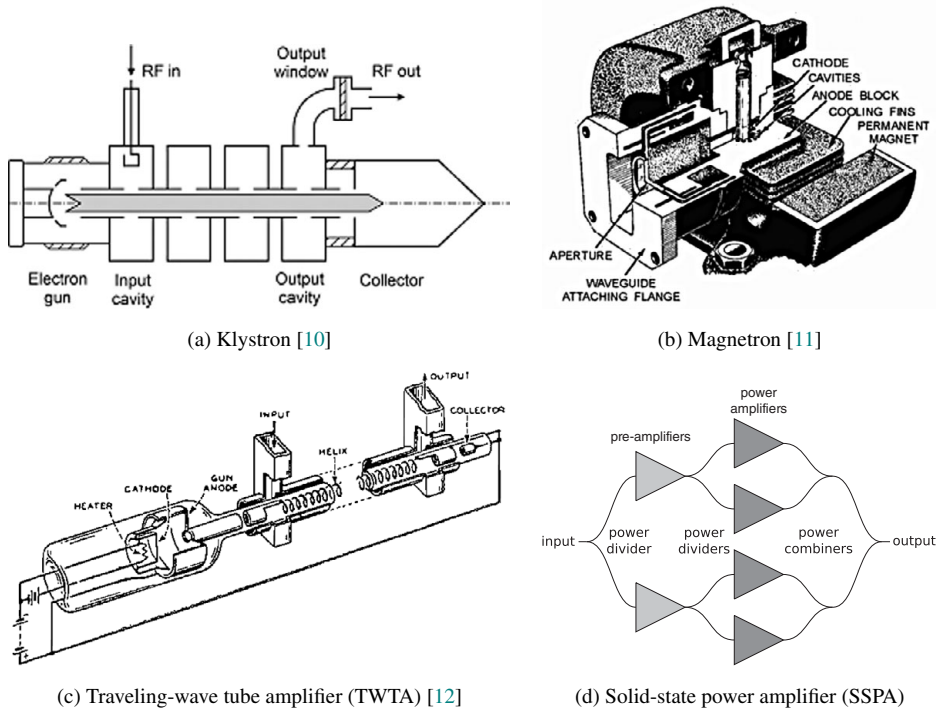 RF in
Output
window
RF out
Electron
gun
Input
cavity
Output
cavity
Collector
(a) Klystron [10]
CATHODE
CAVITIES
ANODE BLOCK
COOLING FINS
PERMANENT
MAGNET
APERTURE
WAVEGUIDE
ATTACHING FLANGE
(b) Magnetron [11]
OUTPUT
INPUT
COLLECTOR
HELIX
GUN
ANODE
CATHODE
HEATER
(c) Traveling-wave tube amplifier (TWTA) [12]
power
amplifiers
pre-amplifiers
input
power
divider
power
dividers
power
combiners
output
(d) Solid-state power amplifier (SSPA)